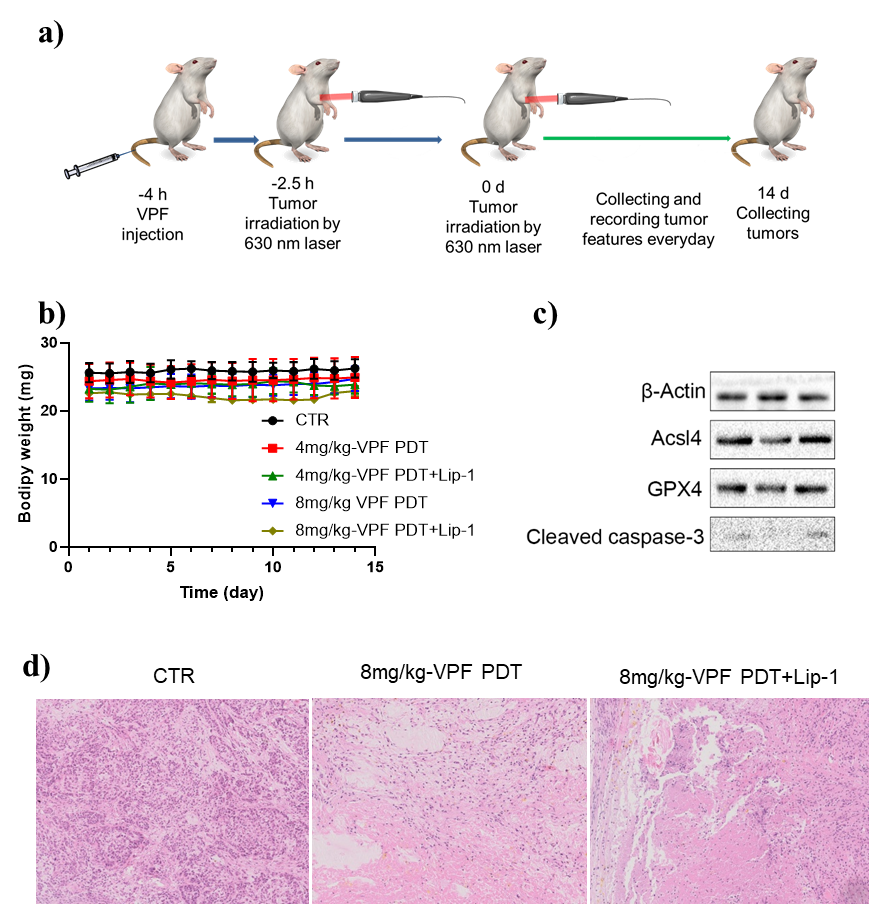 a)
-4 h
VPF
injection
-2.5 h
Tumor
irradiation by
630 nm laser
0 d
Tumor
irradiation by
630 nm laser
Collecting and
recording tumor
features everyday
14 d
Collecting
tumors
b)
Bodipy weight (mg)
30
20
10
0
0
5
10
15
Time (day)
CTR
4mg/kg-VPF PDT
4mg/kg-VPF PDT+Lip-1
8mg/kg VPF PDT
8mg/kg-VPF PDT+Lip-1
c)
β-Actin
Acsl4
GPX4
Cleaved caspase-3
d)
CTR
8mg/kg-VPF PDT
8mg/kg-VPF PDT+Lip-1